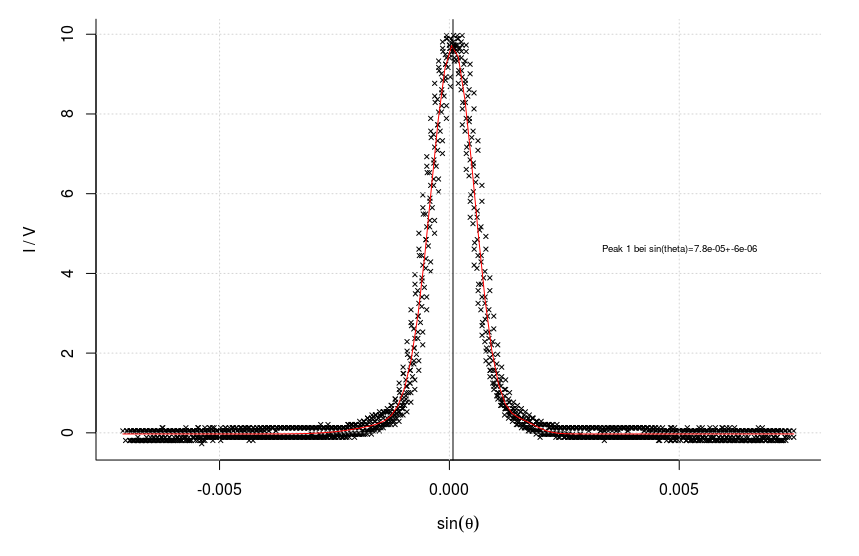 10
8
6
4
2
0
I / V
Peak 1 bei sin(theta)=7.8e-05+-6e-06
-0.005 0.000 0.005
sin(θ)